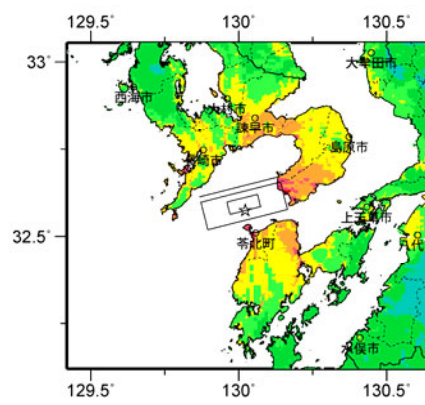 129.5° 130° 130.5°
33°
大牟田市
西海市
大村市
諫早市
島原市
長崎市
上天草市
32.5°
苓北町
八代
水俣市
129.5° 130° 130.5°